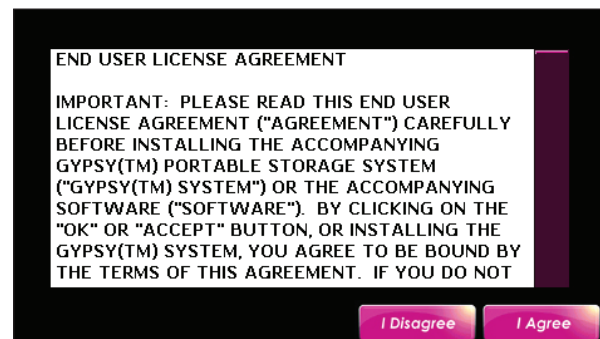 END USER LICENSE AGREEMENT
IMPORTANT:  PLEASE READ THIS END USER
LICENSE AGREEMENT ("AGREEMENT") CAREFULLY
BEFORE INSTALLING THE ACCOMPANYING
GYPSY(TM) PORTABLE STORAGE SYSTEM
("GYPSY(TM) SYSTEM") OR THE ACCOMPANYING
SOFTWARE ("SOFTWARE").  BY CLICKING ON THE
"OK" OR "ACCEPT" BUTTON, OR INSTALLING THE
GYPSY(TM) SYSTEM, YOU AGREE TO BE BOUND BY
THE TERMS OF THIS AGREEMENT.  IF YOU DO NOT
I Disagree
I Agree